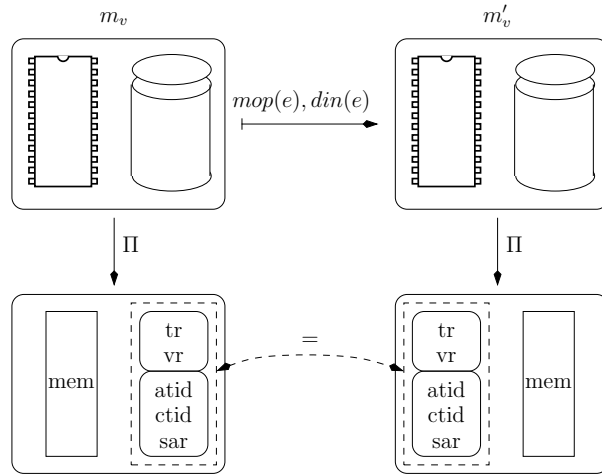 m_v
m'_v
mop(e), din(e)
Π
Π
mem
tr
vr
atid
ctid
sar
=
tr
vr
atid
ctid
sar
mem